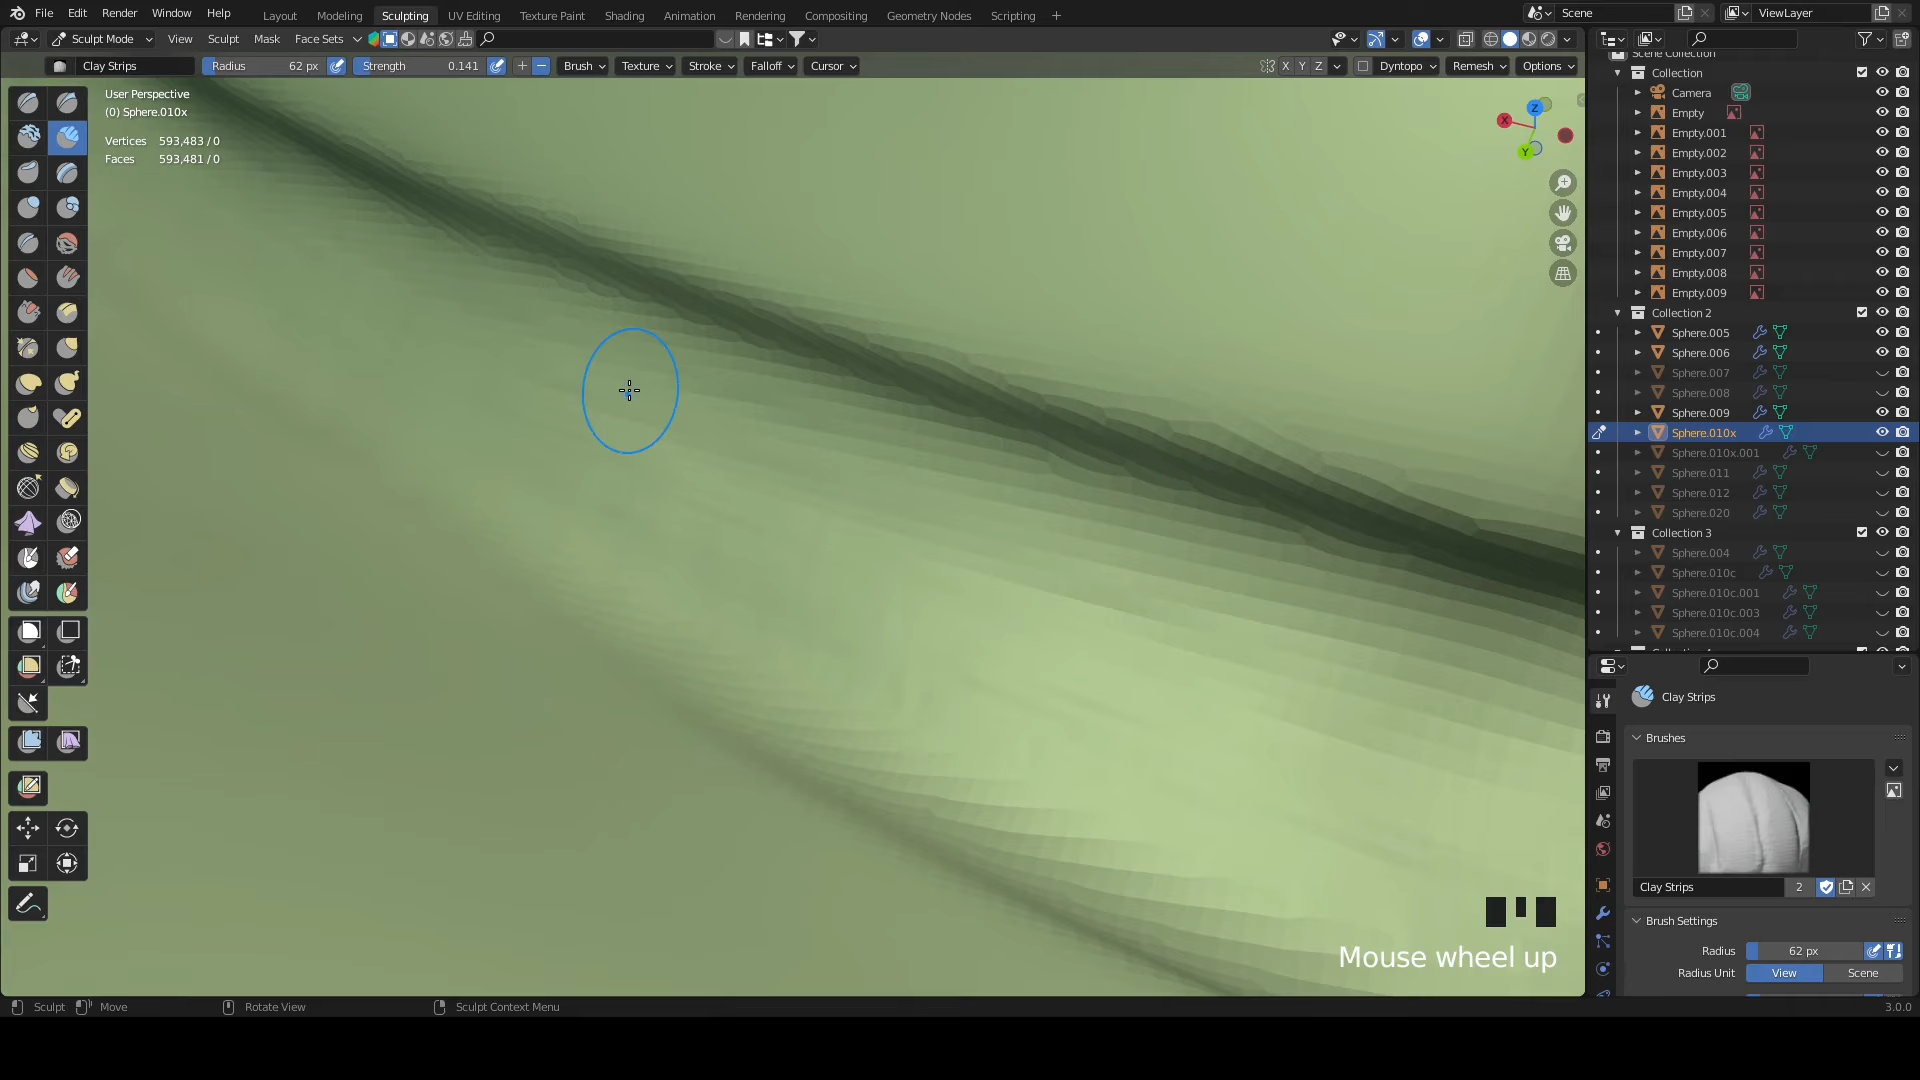 File Edit Render Window Help Layout Modeling Sculpting UV Editing Texture Paint Shading Animation Rendering Compositing Geometry Nodes Scripting + Scene ViewLayer
Sculpt Mode View Sculpt Mask Face Sets
Clay Strips Radius 62 px Strength 0.141 Brush Texture Stroke Falloff Cursor X Y Z Dyntopo Remesh Options
User Perspective
(0) Sphere.010x
Vertices 593,483 / 0
Faces 593,481 / 0
Z
X
Y
Scene Collection
Collection
Camera
Empty
Empty.001
Empty.002
Empty.003
Empty.004
Empty.005
Empty.006
Empty.007
Empty.008
Empty.009
Collection 2
Sphere.005
Sphere.006
Sphere.007
Sphere.008
Sphere.009
Sphere.010x
Sphere.010x.001
Sphere.011
Sphere.012
Sphere.020
Collection 3
Sphere.004
Sphere.010c
Sphere.010c.001
Sphere.010c.003
Sphere.010c.004
Clay Strips
Brushes
Clay Strips 2
Brush Settings
Radius 62 px
Radius Unit View Scene
Mouse wheel up
Sculpt Move Rotate View Sculpt Context Menu 3.0.0